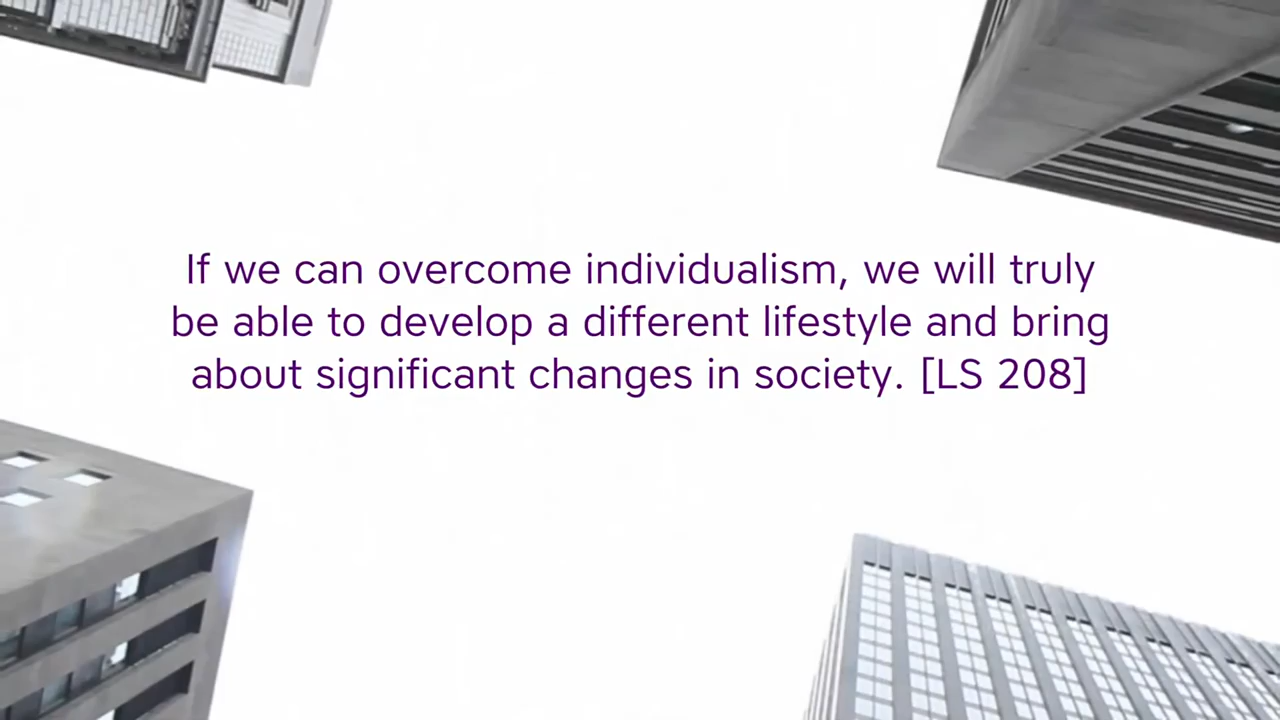 If we can overcome individualism, we will truly
be able to develop a different lifestyle and bring
about significant changes in society. [LS 208]